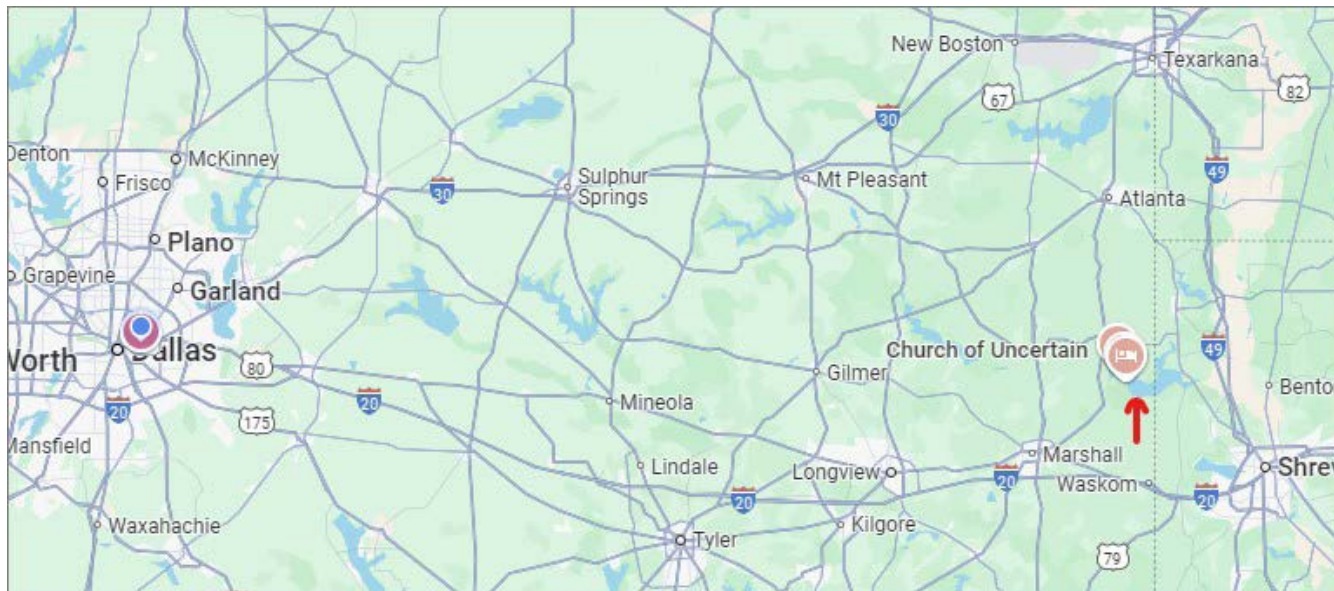 New Boston
Texarkana
67
82
30
Denton
McKinney
Frisco
30
Sulphur
Springs
Mt Pleasant
49
Atlanta
Plano
Grapevine
Garland
Worth
Dallas
80
Church of Uncertain
49
Gilmer
Bento
20
175
20
Mineola
Mansfield
Lindale
Longview
Marshall
20
Waskom
Shrev
20
20
Waxahachie
Tyler
Kilgore
79